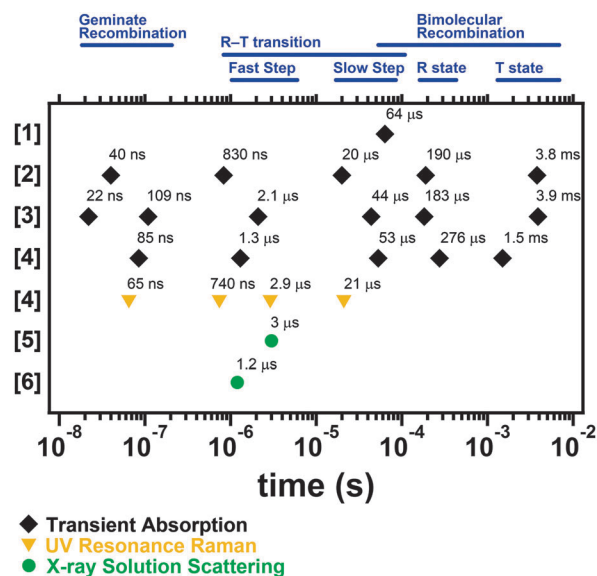 Geminate
Recombination
Bimolecular
Recombination
R–T transition
Fast Step
Slow Step
R state
T state
[1]
64 μs
[2]
40 ns
830 ns
20 μs
190 μs
3.8 ms
[3]
22 ns
109 ns
2.1 μs
44 μs
183 μs
3.9 ms
[4]
85 ns
1.3 μs
53 μs
276 μs
1.5 ms
[4]
65 ns
740 ns
2.9 μs
21 μs
[5]
3 μs
[6]
1.2 μs
10⁻⁸
10⁻⁷
10⁻⁶
10⁻⁵
10⁻⁴
10⁻³
10⁻²
time (s)
Transient Absorption
UV Resonance Raman
X-ray Solution Scattering